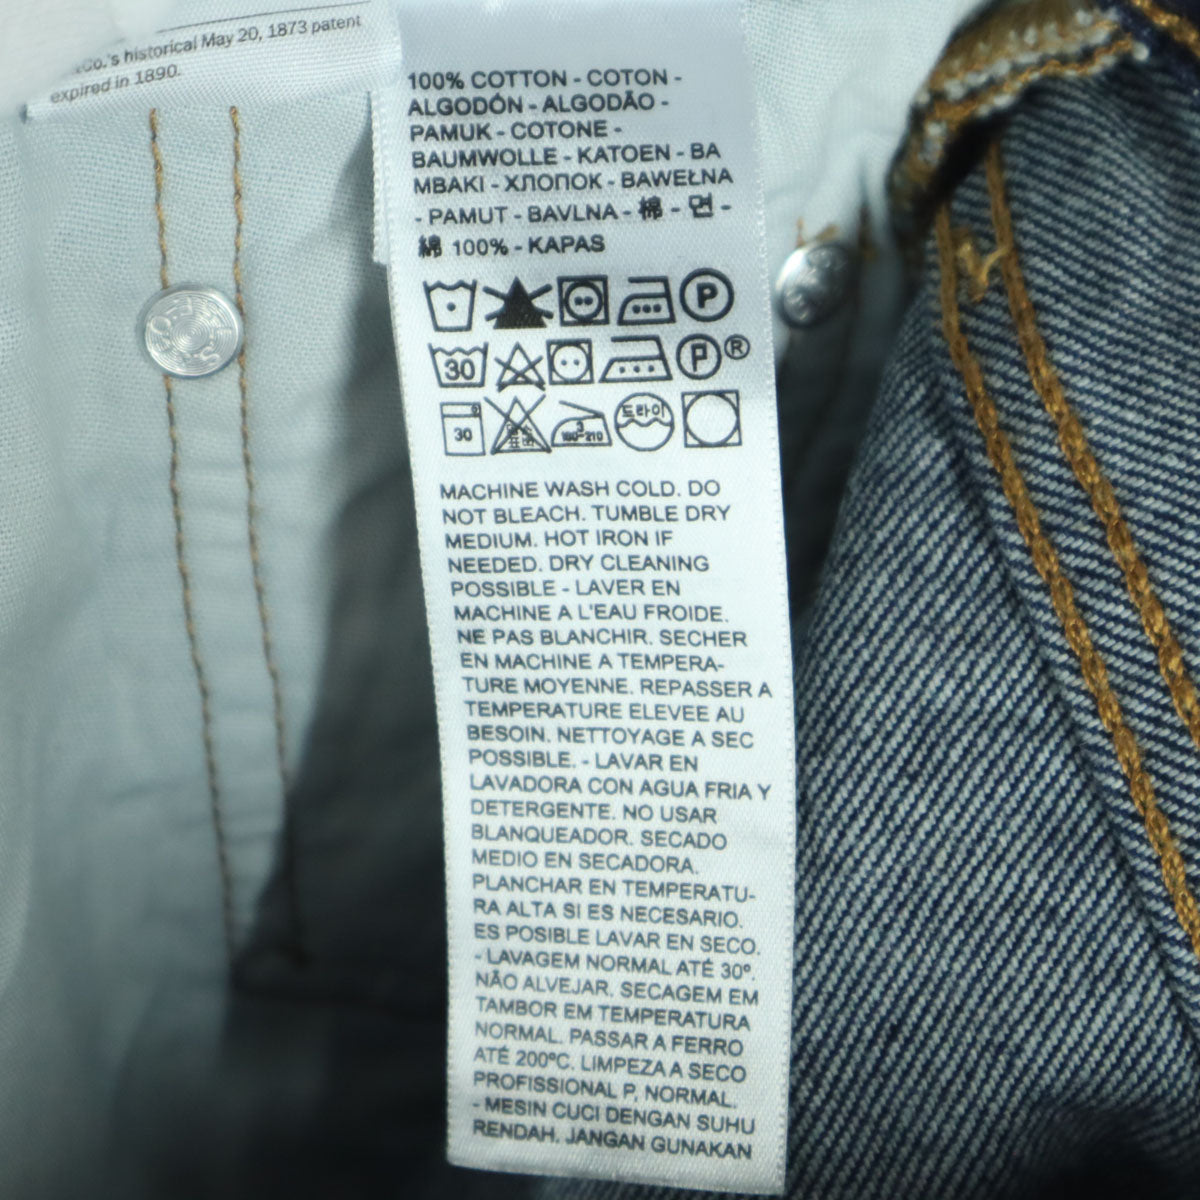 Co.'s historical May 20, 1873 patent
expired in 1890.
100% COTTON - COTON -
ALGODÓN - ALGODÃO -
PAMUK - COTONE -
BAUMWOLLE - KATOEN - BA
MBAKI - ХЛОПОК - BAWEŁNA
- PAMUT - BAVLNA - 棉 - 면 -
綿 100% - KAPAS
P
30 P ®
30 3 180-210 드라이
MACHINE WASH COLD. DO
NOT BLEACH. TUMBLE DRY
MEDIUM. HOT IRON IF
NEEDED. DRY CLEANING
POSSIBLE - LAVER EN
MACHINE A L'EAU FROIDE.
NE PAS BLANCHIR. SECHER
EN MACHINE A TEMPERA-
TURE MOYENNE. REPASSER A
TEMPERATURE ELEVEE AU
BESOIN. NETTOYAGE A SEC
POSSIBLE. - LAVAR EN
LAVADORA CON AGUA FRIA Y
DETERGENTE. NO USAR
BLANQUEADOR. SECADO
MEDIO EN SECADORA.
PLANCHAR EN TEMPERATU-
RA ALTA SI ES NECESARIO.
ES POSIBLE LAVAR EN SECO.
- LAVAGEM NORMAL ATÉ 30º.
NÃO ALVEJAR. SECAGEM EM
TAMBOR EM TEMPERATURA
NORMAL. PASSAR A FERRO
ATÉ 200ºC. LIMPEZA A SECO
PROFISSIONAL P, NORMAL.
- MESIN CUCI DENGAN SUHU
RENDAH. JANGAN GUNAKAN